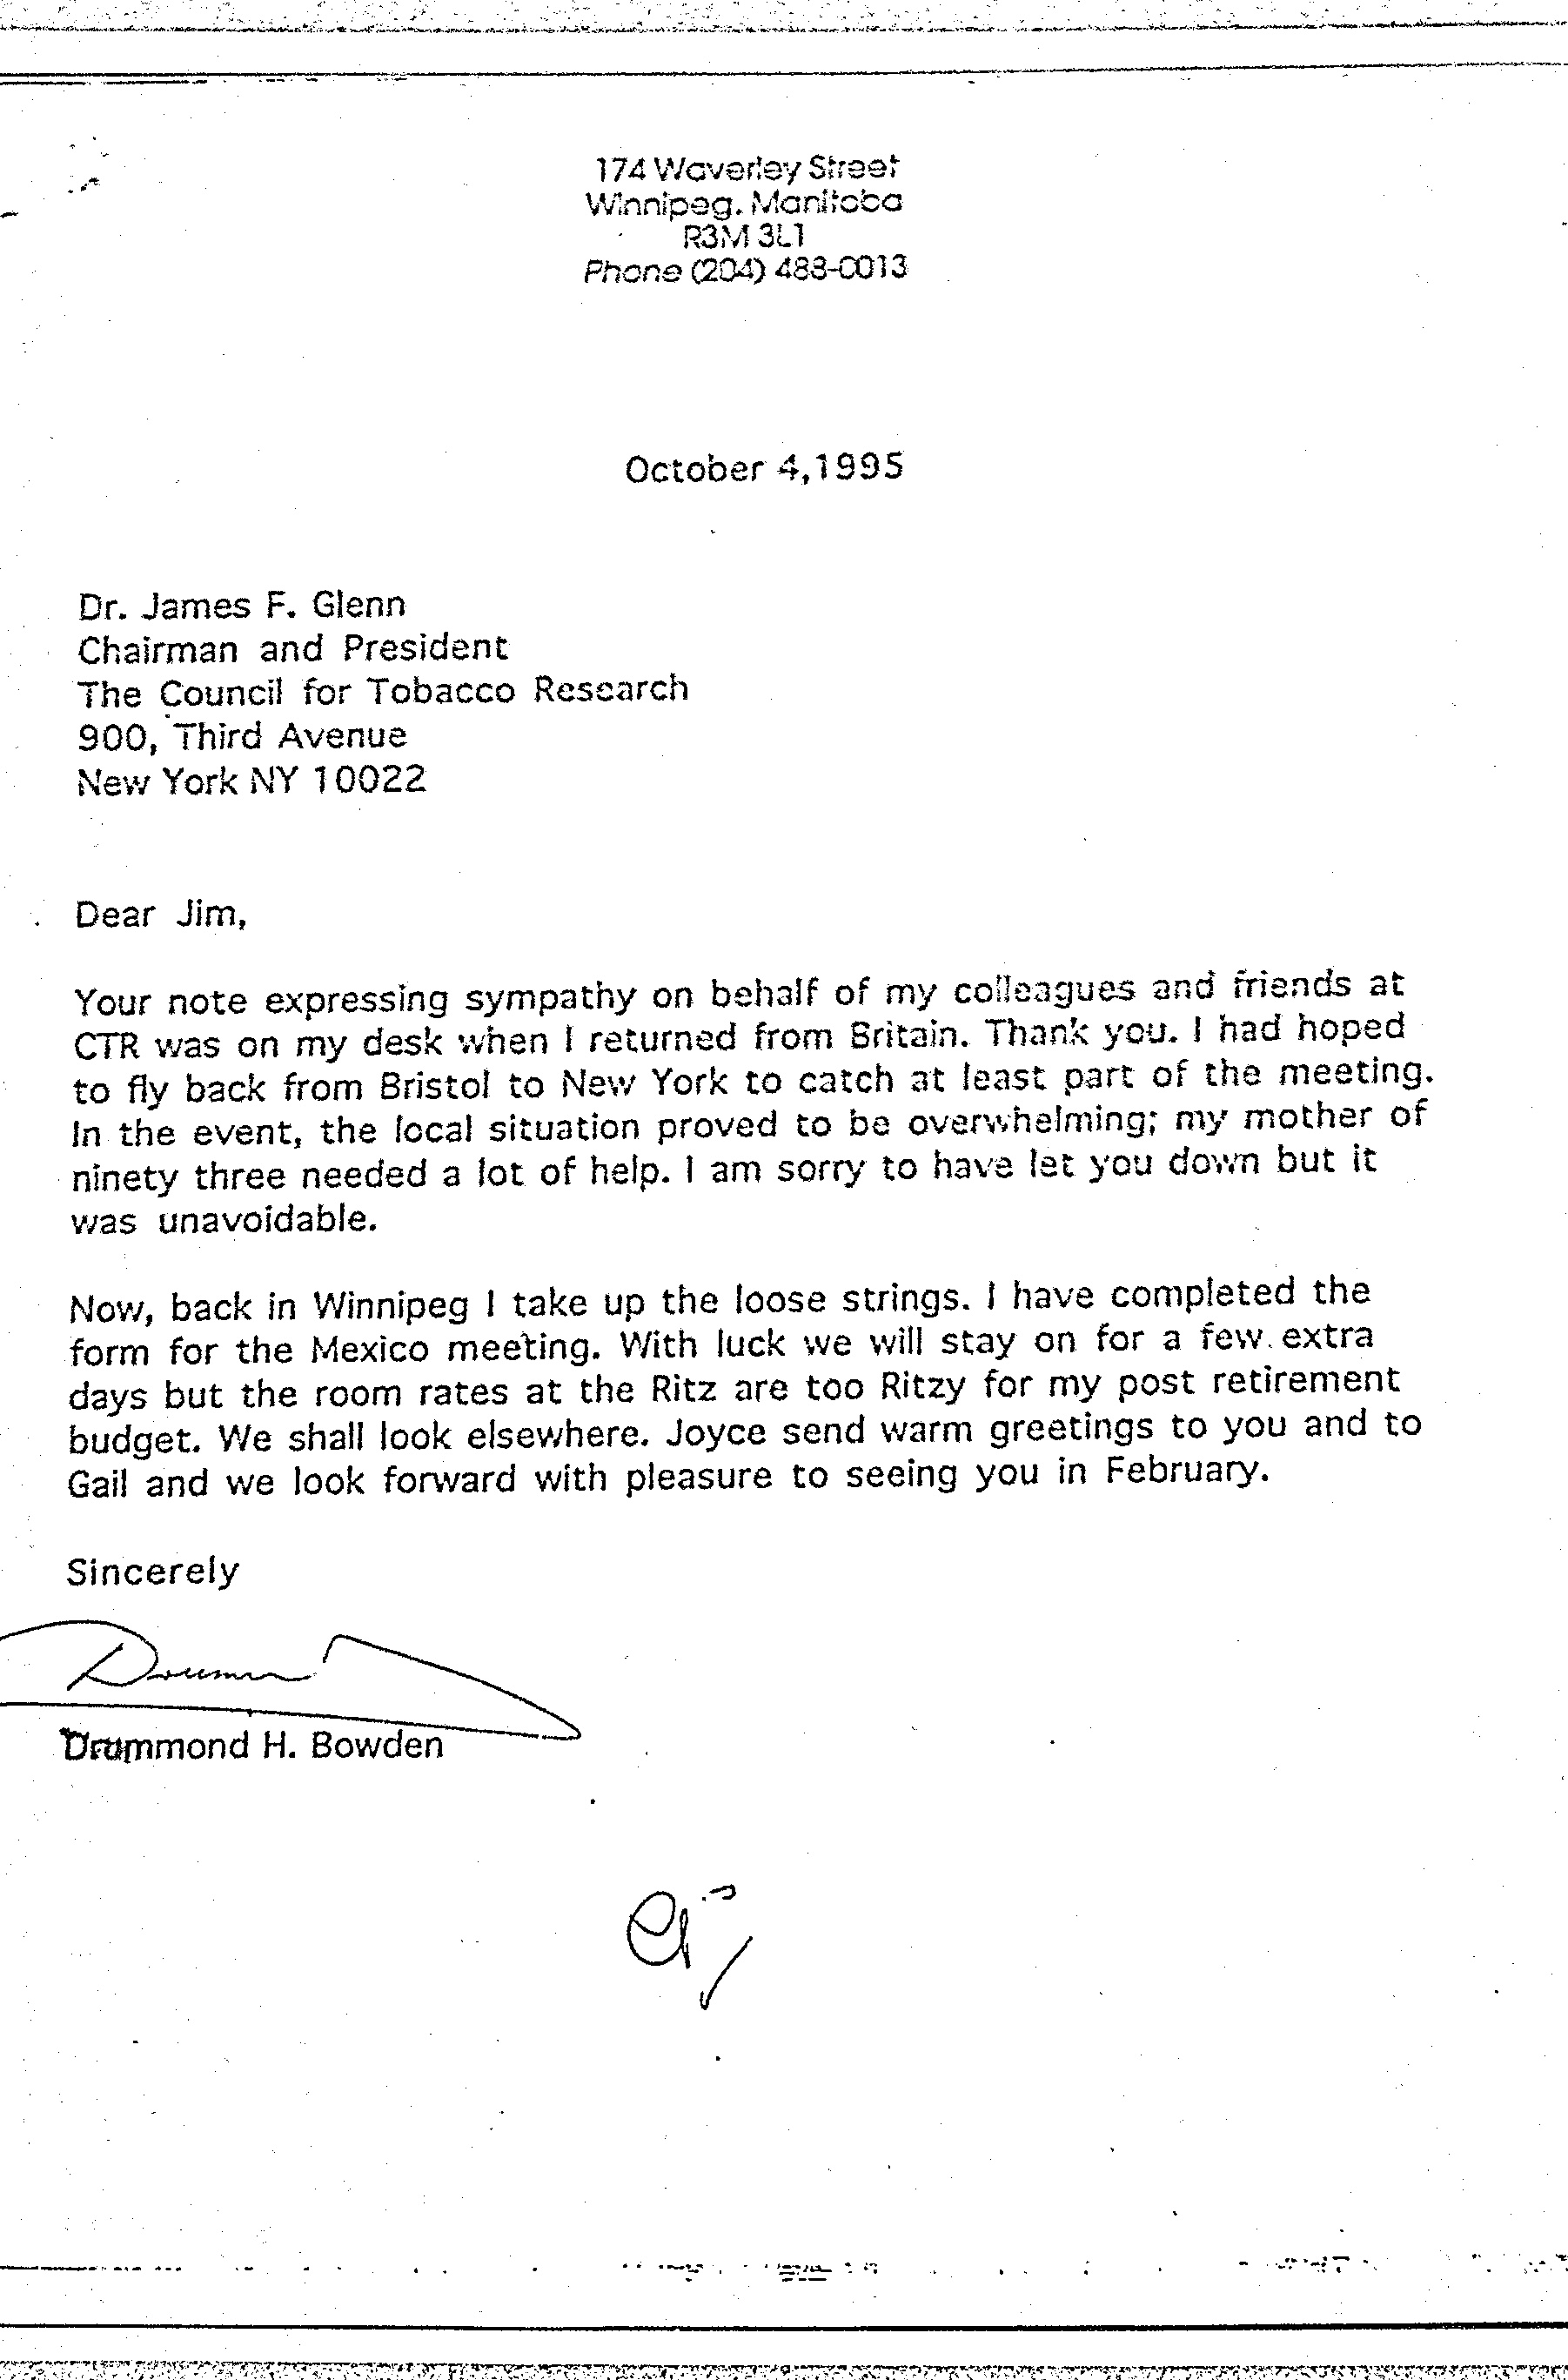 174 Waverley Street
Winnipeg, Manitoba
R3M 3L1
Phone (204) 488-0013
October 4,1995
Dr. James F. Glenn
Chairman and President
The Council for Tobacco Research
900, Third Avenue
New York NY 10022
Dear Jim,
Your note expressing sympathy on behalf of my colleagues and friends at
CTR was on my desk when I returned from Britain. Thank you. I had hoped
to fly back from Bristol to New York to catch at least part of the meeting.
In the event, the local situation proved to be overwhelming; my mother of
ninety three needed a lot of help. I am sorry to have let you down but it
was unavoidable.
Now, back in Winnipeg I take up the loose strings. I have completed the
form for the Mexico meeting. With luck we will stay on for a few extra
days but the room rates at the Ritz are too Ritzy for my post retirement
budget. We shall look elsewhere. Joyce send warm greetings to you and to
Gail and we look forward with pleasure to seeing you in February.
Sincerely
Drummond H. Bowden